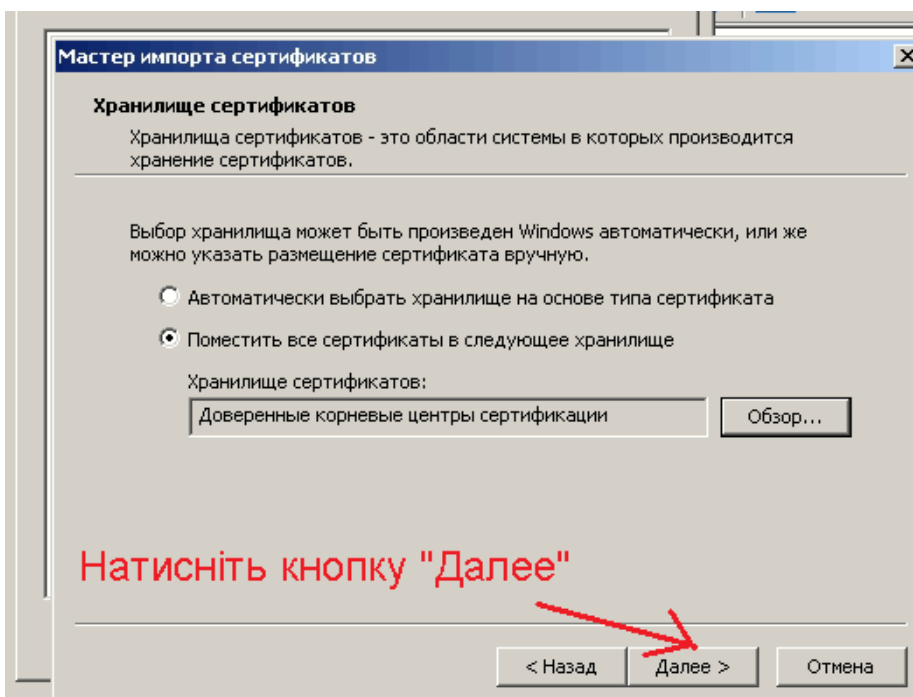 Мастер импорта сертификатов
Хранилище сертификатов
Хранилища сертификатов - это области системы в которых производится
хранение сертификатов.
Выбор хранилища может быть произведен Windows автоматически, или же
можно указать размещение сертификата вручную.
Автоматически выбрать хранилище на основе типа сертификата
Поместить все сертификаты в следующее хранилище
Хранилище сертификатов:
Доверенные корневые центры сертификации
Обзор...
Натисніть кнопку "Далее"
< Назад
Далее >
Отмена